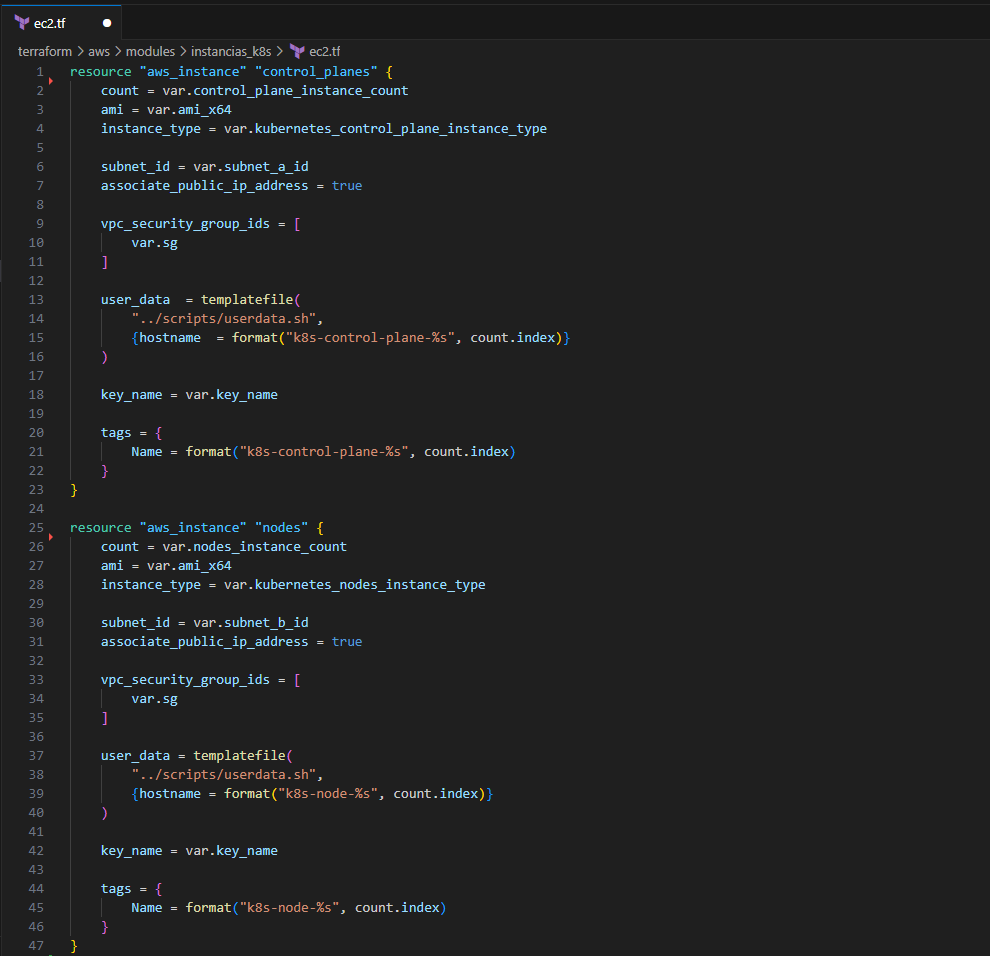 ec2.tf
terraform > aws > modules > instancias_k8s > ec2.tf
1 resource "aws_instance" "control_planes" {
2     count = var.control_plane_instance_count
3     ami = var.ami_x64
4     instance_type = var.kubernetes_control_plane_instance_type
5
6     subnet_id = var.subnet_a_id
7     associate_public_ip_address = true
8
9     vpc_security_group_ids = [
10         var.sg
11     ]
12
13     user_data  = templatefile(
14         "../scripts/userdata.sh",
15         {hostname  = format("k8s-control-plane-%s", count.index)}
16     )
17
18     key_name = var.key_name
19
20     tags = {
21         Name = format("k8s-control-plane-%s", count.index)
22     }
23 }
24
25 resource "aws_instance" "nodes" {
26     count = var.nodes_instance_count
27     ami = var.ami_x64
28     instance_type = var.kubernetes_nodes_instance_type
29
30     subnet_id = var.subnet_b_id
31     associate_public_ip_address = true
32
33     vpc_security_group_ids = [
34         var.sg
35     ]
36
37     user_data = templatefile(
38         "../scripts/userdata.sh",
39         {hostname = format("k8s-node-%s", count.index)}
40     )
41
42     key_name = var.key_name
43
44     tags = {
45         Name = format("k8s-node-%s", count.index)
46     }
47 }